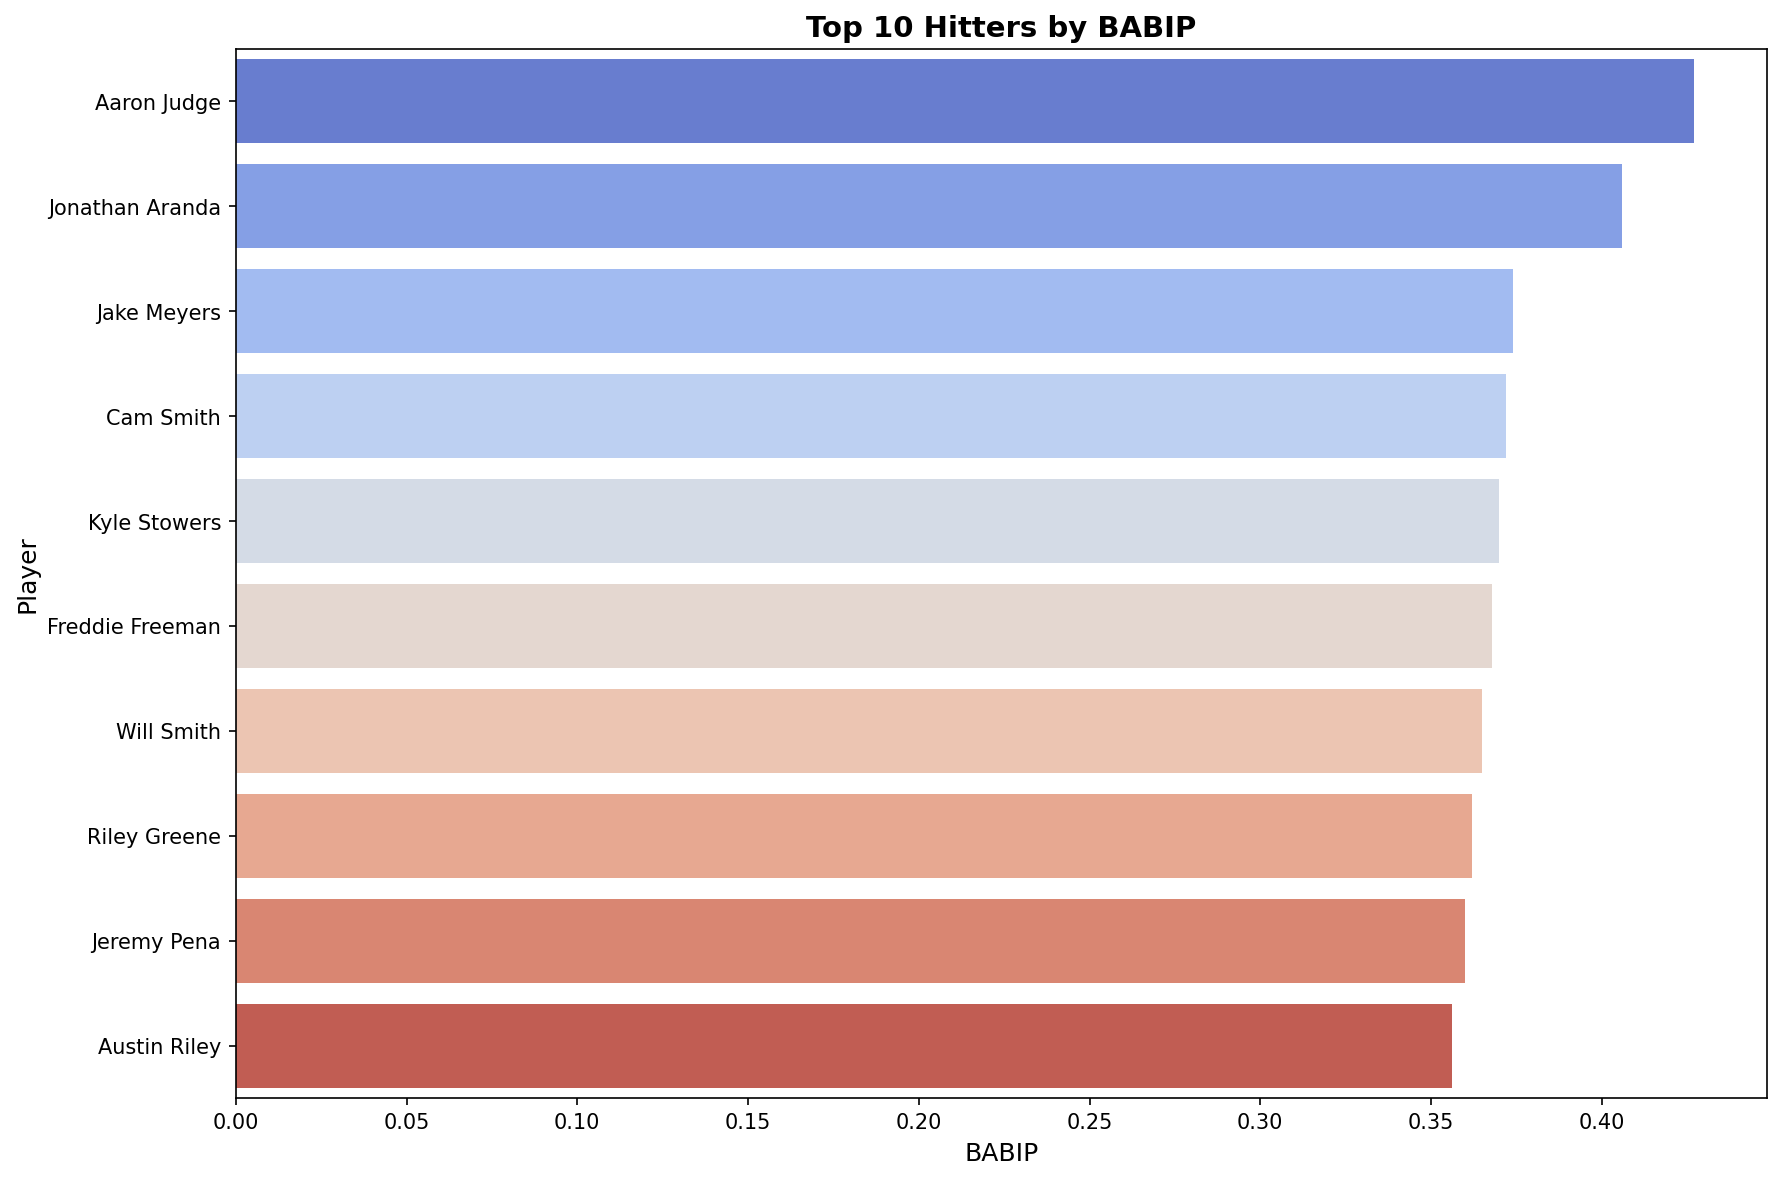 Top 10 Hitters by BABIP
Aaron Judge
Jonathan Aranda
Jake Meyers
Cam Smith
Kyle Stowers
Player
Freddie Freeman
Will Smith
Riley Greene
Jeremy Pena
Austin Riley
0.00 0.05 0.10 0.15 0.20 0.25 0.30 0.35 0.40
BABIP